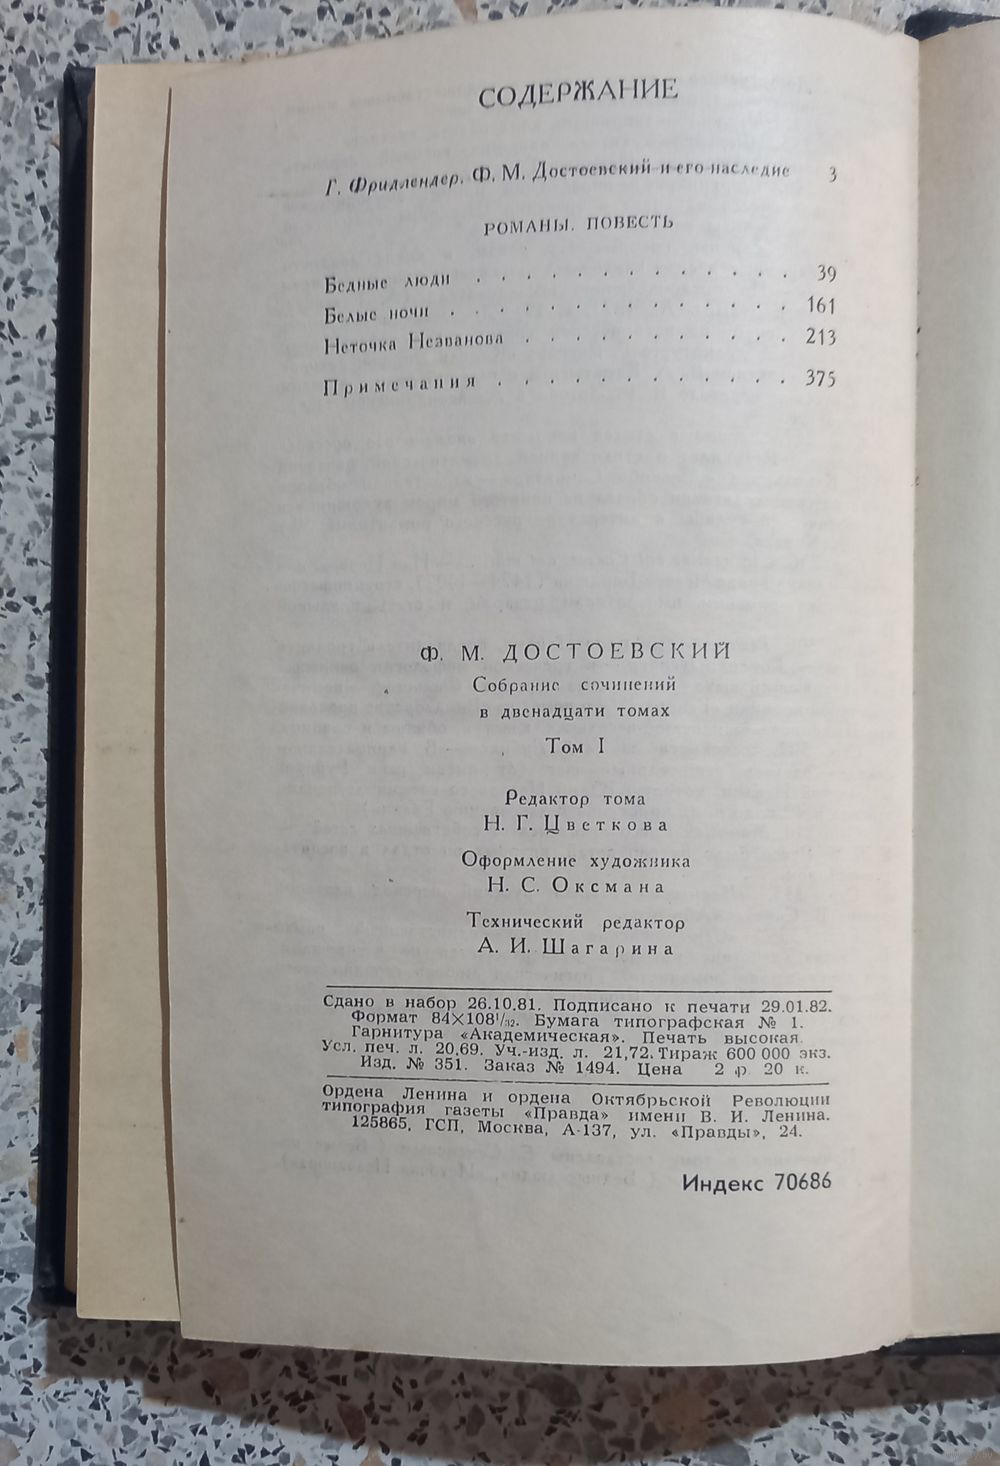 СОДЕРЖАНИЕ
Г. Фридлендер. Ф. М. Достоевский и его наследие 3
РОМАНЫ. ПОВЕСТЬ
Бедные люди . . . . . . . . . . . . . 39
Белые ночи . . . . . . . . . . . . . . 161
Неточка Незванова . . . . . . . . . . . 213
Примечания . . . . . . . . . . . . 375
Ф. М. ДОСТОЕВСКИЙ
Собрание сочинений
в двенадцати томах
Том I
Редактор тома
Н. Г. Цветкова
Оформление художника
Н. С. Оксмана
Технический редактор
А. И. Шагарина
Сдано в набор 26.10.81. Подписано к печати 29.01.82.
Формат 84×108¹/₃₂. Бумага типографская № 1.
Гарнитура «Академическая». Печать высокая.
Усл. печ. л. 20,69. Уч.-изд. л. 21,72. Тираж 600 000 экз.
Изд. № 351. Заказ № 1494. Цена 2 р. 20 к.
Ордена Ленина и ордена Октябрьской Революции
типография газеты «Правда» имени В. И. Ленина.
125865, ГСП, Москва, А-137, ул. «Правды», 24.
Индекс 70686